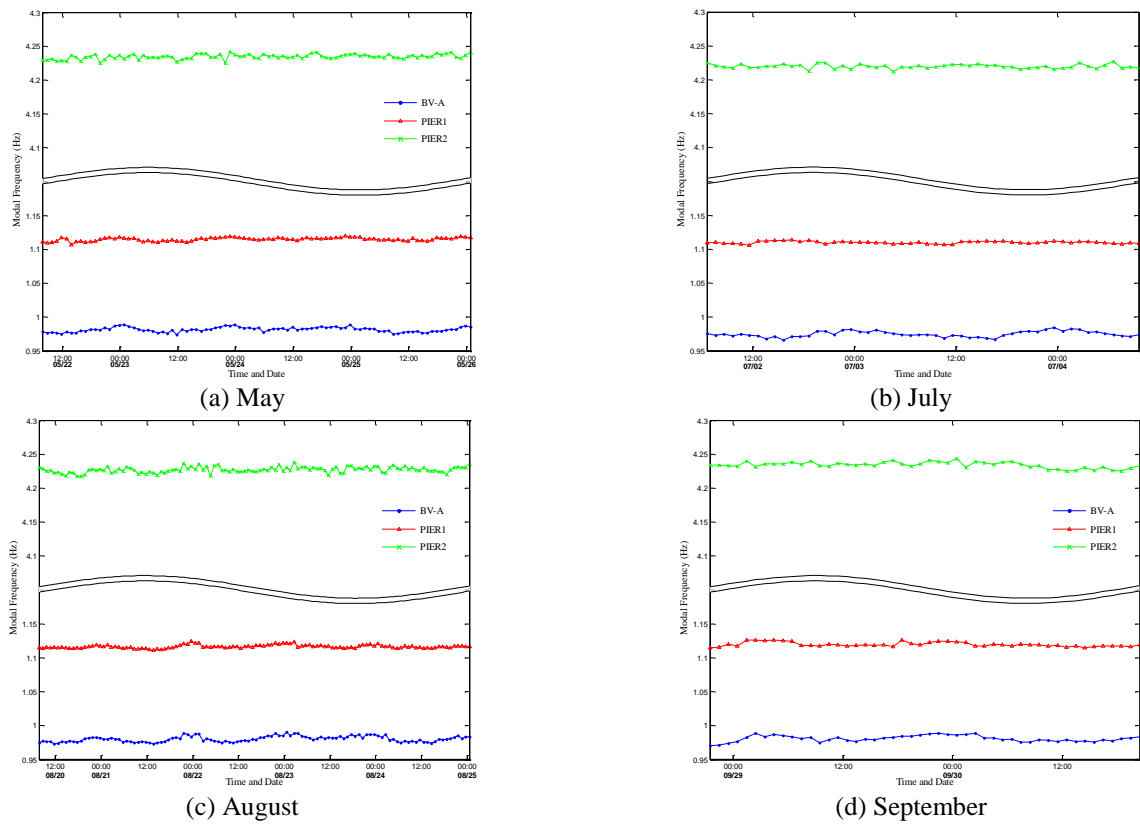 4.3
4.25
4.2
4.15
4.1
1.15
1.1
1.05
1
0.95
Modal Frequency (Hz)
BV-A
PIER1
PIER2
12:00 00:00 12:00 00:00 12:00 00:00 12:00 00:00
05/22 05/23 05/24 05/25 05/26
Time and Date
(a) May
4.3
4.25
4.2
4.15
4.1
1.15
1.1
1.05
1
0.95
Modal Frequency (Hz)
12:00 00:00 12:00 00:00
07/02 07/03 07/04
Time and Date
(b) July
4.3
4.25
4.2
4.15
4.1
1.15
1.1
1.05
1
0.95
Modal Frequency (Hz)
BV-A
PIER1
PIER2
12:00 00:00 12:00 00:00 12:00 00:00 12:00 00:00 12:00 00:00
08/20 08/21 08/22 08/23 08/24 08/25
Time and Date
(c) August
4.3
4.25
4.2
4.15
4.1
1.15
1.1
1.05
1
0.95
Modal Frequency (Hz)
BV-A
PIER1
PIER2
00:00 12:00 00:00 12:00
09/29 09/30
Time and Date
(d) September